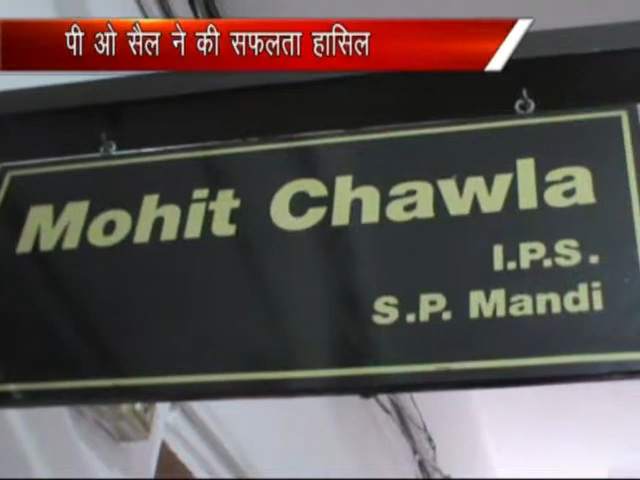 पी ओ सैल ने की सफलता हासिल
Mohit Chawla
I.P.S.
S.P. Mandi